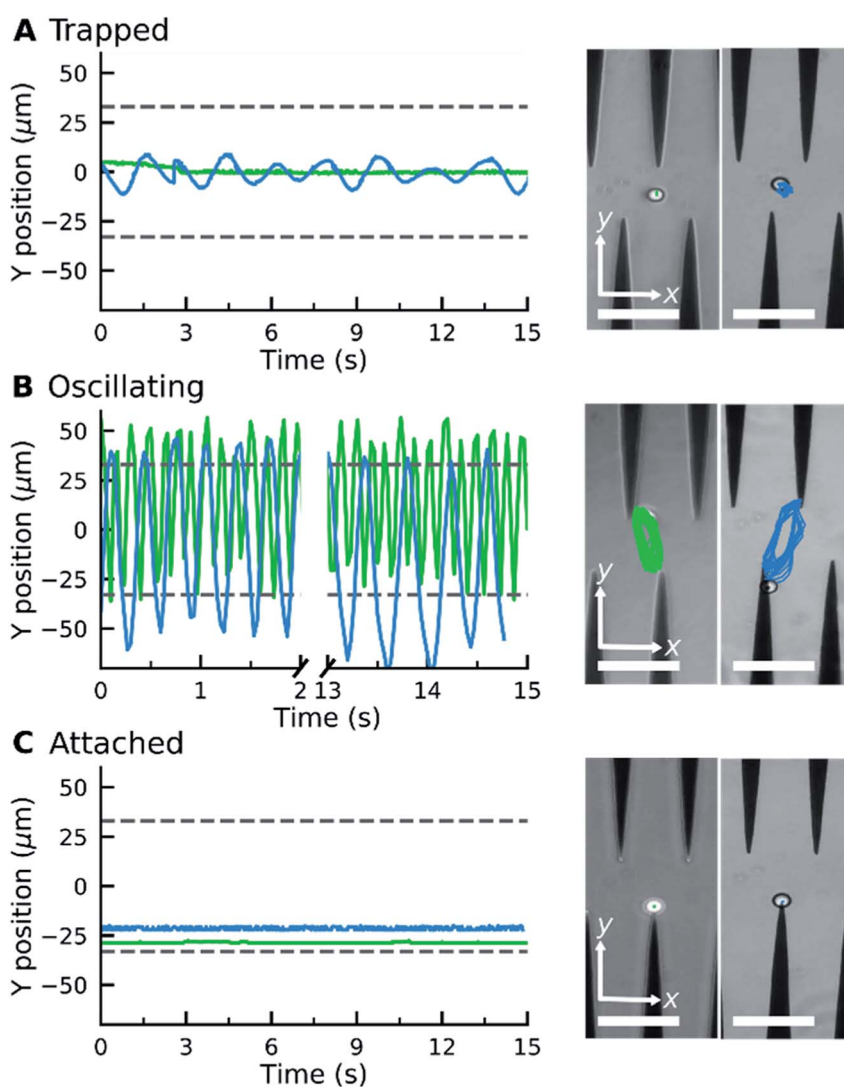 A Trapped
Y position (μm)
50
25
0
−25
−50
0
3
6
9
12
15
Time (s)
y
x
B Oscillating
Y position (μm)
50
25
0
−25
−50
0
1
2
13
14
15
Time (s)
y
x
C Attached
Y position (μm)
50
25
0
−25
−50
0
3
6
9
12
15
Time (s)
y
x